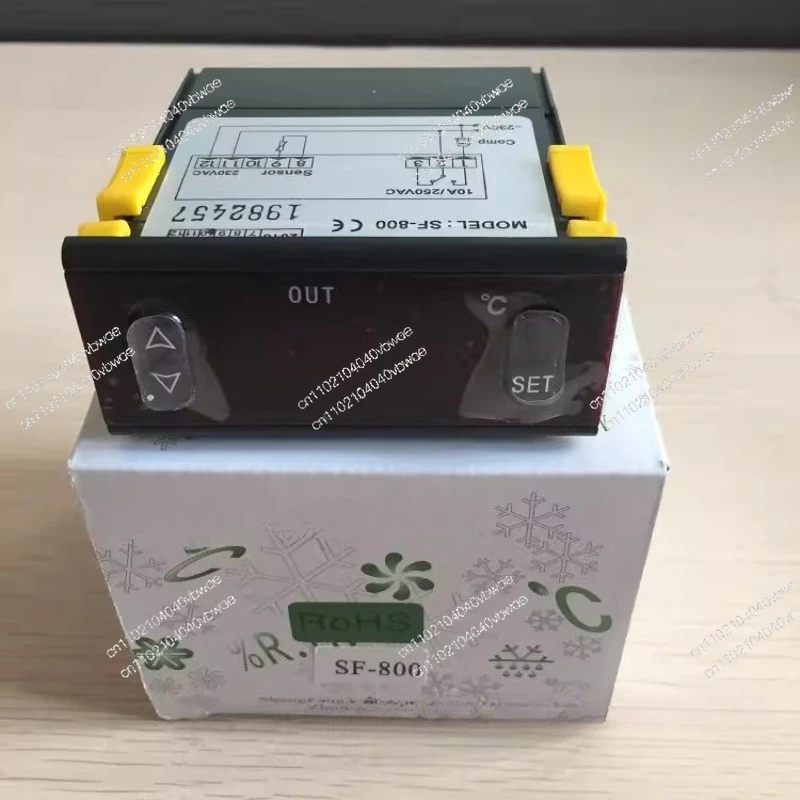 ~230V
Comp
1 2 3
8 9 10 11 12
Sensor 230VAC
10A/250VAC
1982457
MODEL: SF-800 CE
OUT
°C
SET
°C
RoHS
%R.
SF-800
cn1102104040vbwae